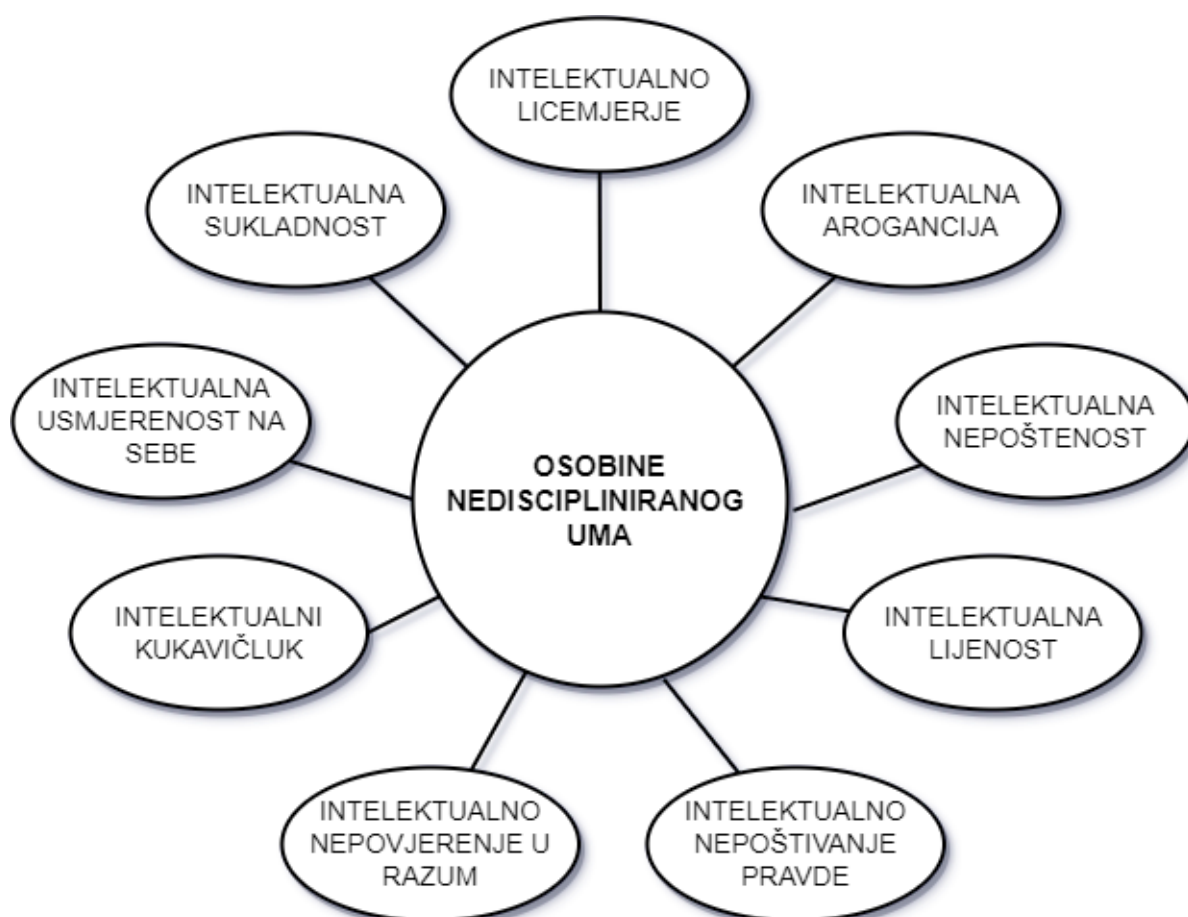 INTELEKTUALNO
LICEMJERJE
INTELEKTUALNA
SUKLADNOST
INTELEKTUALNA
AROGANCIJA
INTELEKTUALNA
USMJERENOST NA
SEBE
INTELEKTUALNA
NEPOŠTENOST
OSOBINE
NEDISCIPLINIRANOG
UMA
INTELEKTUALNI
KUKAVIČLUK
INTELEKTUALNA
LIJENOST
INTELEKTUALNO
NEPOVJERENJE U
RAZUM
INTELEKTUALNO
NEPOŠTIVANJE
PRAVDE